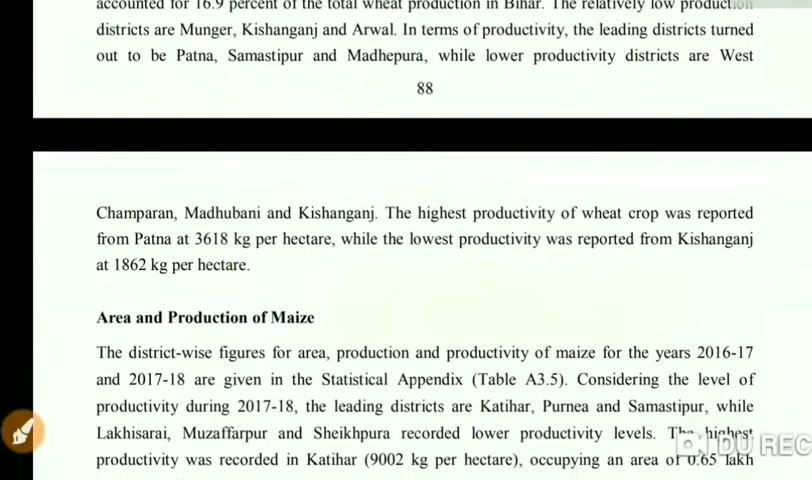 accounted for 16.9 percent of the total wheat production in Bihar. The relatively low production
districts are Munger, Kishanganj and Arwal. In terms of productivity, the leading districts turned
out to be Patna, Samastipur and Madhepura, while lower productivity districts are West
88
Champaran, Madhubani and Kishanganj. The highest productivity of wheat crop was reported
from Patna at 3618 kg per hectare, while the lowest productivity was reported from Kishanganj
at 1862 kg per hectare.
Area and Production of Maize
The district-wise figures for area, production and productivity of maize for the years 2016-17
and 2017-18 are given in the Statistical Appendix (Table A3.5). Considering the level of
productivity during 2017-18, the leading districts are Katihar, Purnea and Samastipur, while
Lakhisarai, Muzaffarpur and Sheikhpura recorded lower productivity levels. The highest
DU REC
productivity was recorded in Katihar (9002 kg per hectare), occupying an area of 0.65 lakh